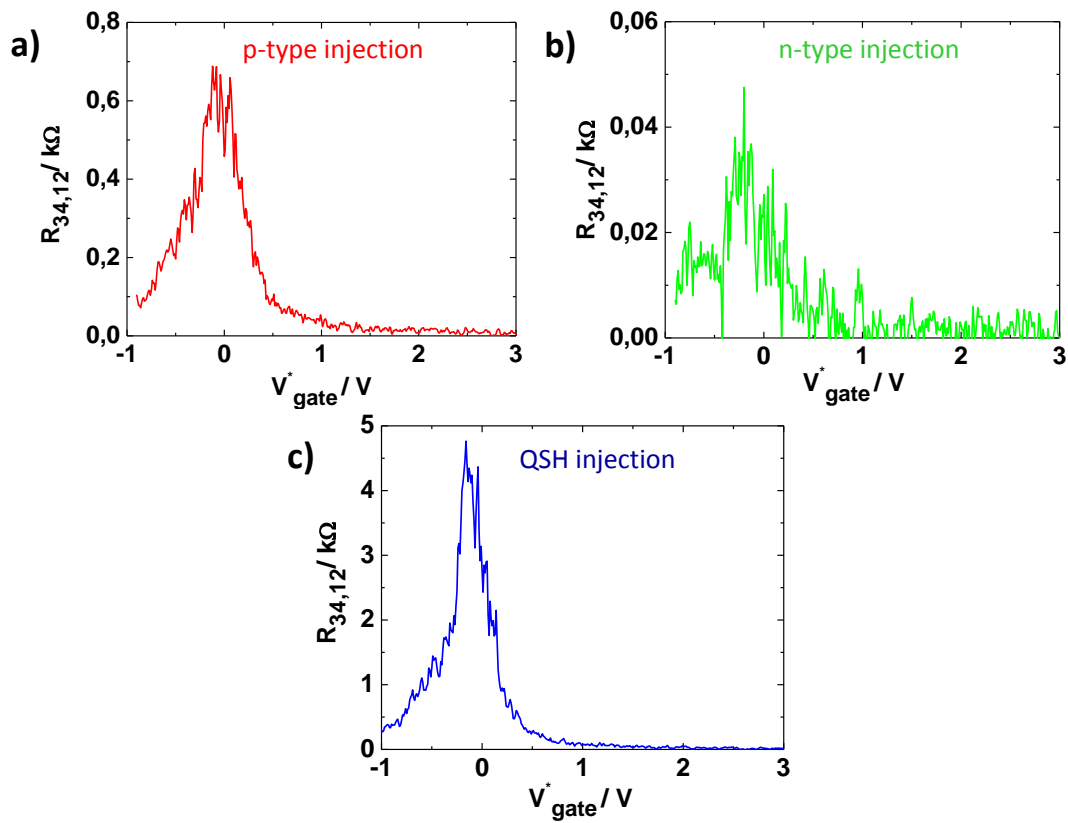 a)
p-type injection
0,8
0,6
0,4
0,2
0,0
R34,12/ kΩ
-1 0 1 2 3
V*gate / V
b)
n-type injection
0,06
0,04
0,02
0,00
R34,12/ kΩ
-1 0 1 2 3
V*gate / V
c)
QSH injection
5
4
3
2
1
0
R34,12/ kΩ
-1 0 1 2 3
V*gate / V